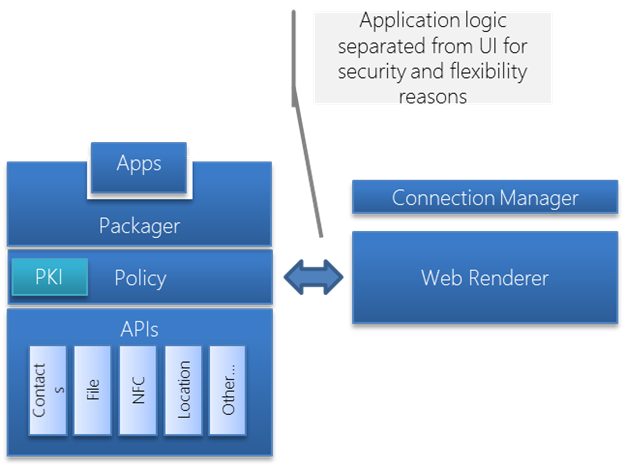 Application logic
separated from UI for
security and flexibility
reasons
Apps
Packager
PKI
Policy
APIs
Contact
s
File
NFC
Location
Other...
Connection Manager
Web Renderer